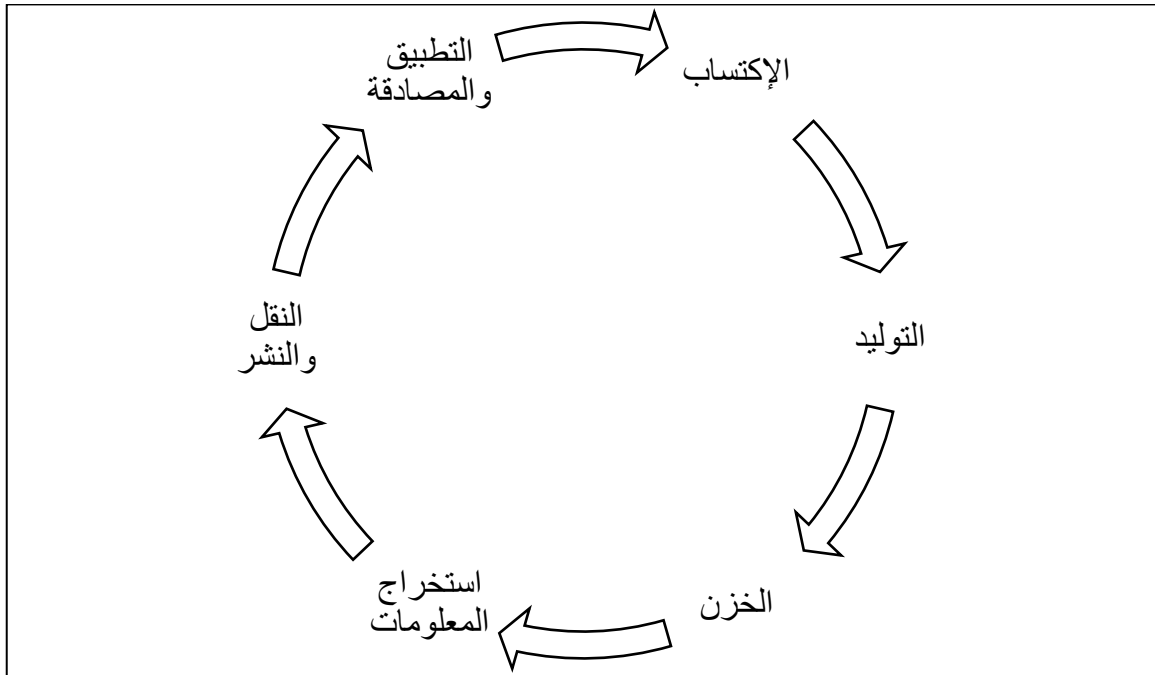 الإكتساب
التوليد
الخزن
استخراج
المعلومات
النقل
والنشر
التطبيق
والمصادقة